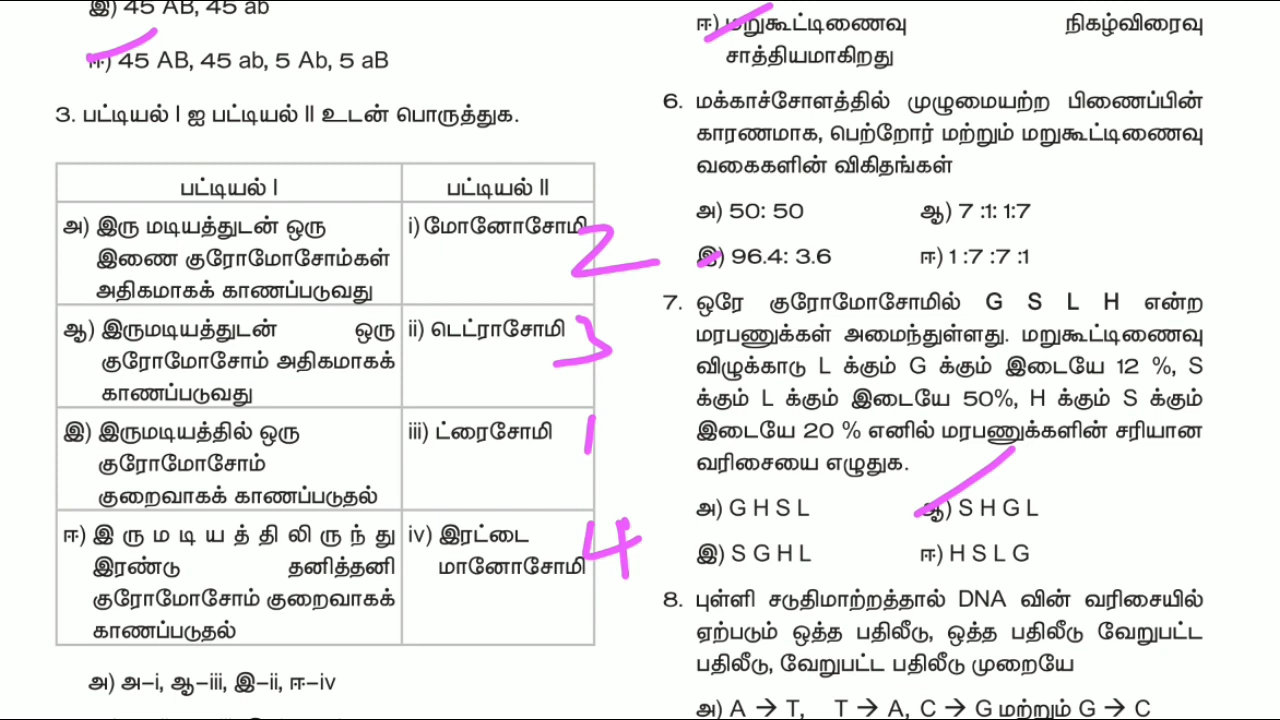 இ) 45 AB, 45 ab
ஈ) 45 AB, 45 ab, 5 Ab, 5 aB
3. பட்டியல் I ஐ பட்டியல் II உடன் பொருத்துக.
பட்டியல் I பட்டியல் II
அ) இரு மடியத்துடன் ஒரு
இணை குரோமோசோம்கள்
அதிகமாகக் காணப்படுவது
i) மோனோசோமி
2
ஆ) இருமடியத்துடன் ஒரு
குரோமோசோம் அதிகமாகக்
காணப்படுவது
ii) டெட்ராசோமி
3
இ) இருமடியத்தில் ஒரு
குரோமோசோம்
குறைவாகக் காணப்படுதல்
iii) ட்ரைசோமி
1
ஈ) இ ரு ம டி ய த் தி லி ரு ந் து
இரண்டு தனித்தனி
குரோமோசோம் குறைவாகக்
காணப்படுதல்
iv) இரட்டை
மானோசோமி
4
அ) அ–i, ஆ–iii, இ–ii, ஈ–iv
ஈ) மறுகூட்டிணைவு நிகழ்விரைவு
சாத்தியமாகிறது
6. மக்காச்சோளத்தில் முழுமையற்ற பிணைப்பின்
காரணமாக, பெற்றோர் மற்றும் மறுகூட்டிணைவு
வகைகளின் விகிதங்கள்
அ) 50: 50 ஆ) 7 :1: 1:7
இ) 96.4: 3.6 ஈ) 1 :7 :7 :1
7. ஒரே குரோமோசோமில் G S L H என்ற
மரபணுக்கள் அமைந்துள்ளது. மறுகூட்டிணைவு
விழுக்காடு L க்கும் G க்கும் இடையே 12 %, S
க்கும் L க்கும் இடையே 50%, H க்கும் S க்கும்
இடையே 20 % எனில் மரபணுக்களின் சரியான
வரிசையை எழுதுக.
அ) G H S L ஆ) S H G L
இ) S G H L ஈ) H S L G
8. புள்ளி சடுதிமாற்றத்தால் DNA வின் வரிசையில்
ஏற்படும் ஒத்த பதிலீடு, ஒத்த பதிலீடு வேறுபட்ட
பதிலீடு, வேறுபட்ட பதிலீடு முறையே
அ) A → T, T → A, C → G மற்றும் G → C